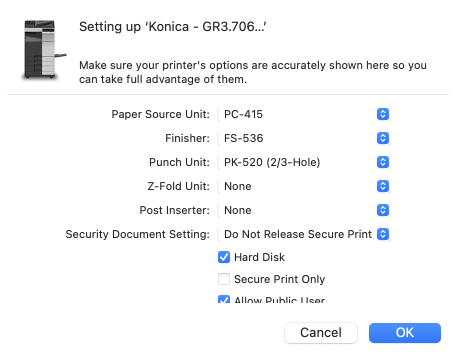 Setting up ‘Konica - GR3.706...’
Make sure your printer's options are accurately shown here so you
can take full advantage of them.
Paper Source Unit: PC-415
Finisher: FS-536
Punch Unit: PK-520 (2/3-Hole)
Z-Fold Unit: None
Post Inserter: None
Security Document Setting: Do Not Release Secure Print
Hard Disk
Secure Print Only
Allow Public User
Cancel OK